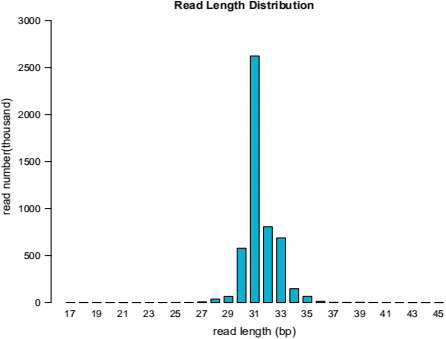 Read Length Distribution
3000
2500
2000
1500
1000
500
0
read number(thousand)
17 19 21 23 25 27 29 31 33 35 37 39 41 43 45
read length (bp)